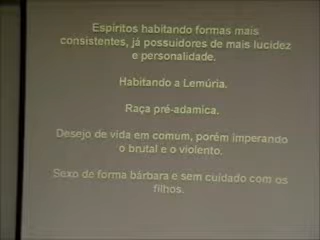 Espíritos habitando formas mais
consistentes, já possuidores de mais lucidez
e personalidade.
Habitando a Lemúria.
Raça pré-adamica.
Desejo de vida em comum, porém imperando
o brutal e o violento.
Sexo de forma bárbara e sem cuidado com os
filhos.